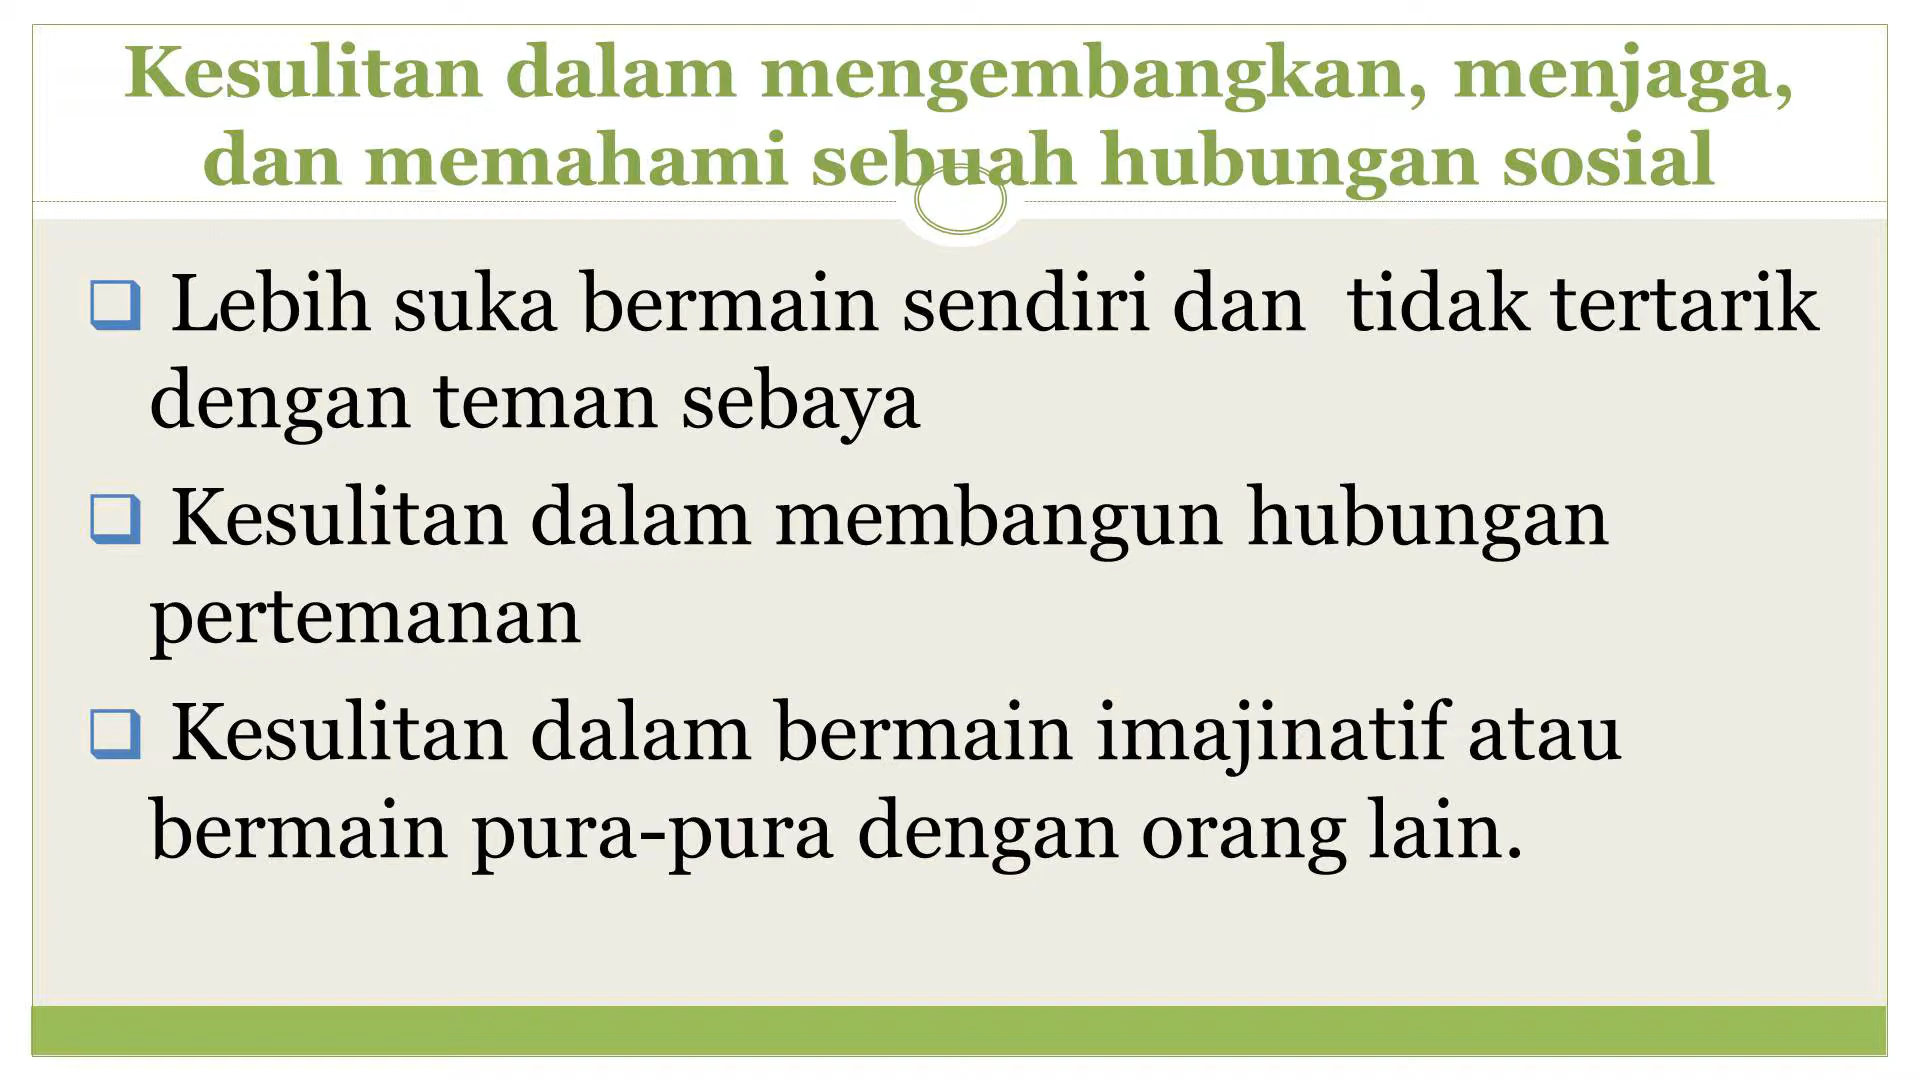 Kesulitan dalam mengembangkan, menjaga,
dan memahami sebuah hubungan sosial
Lebih suka bermain sendiri dan  tidak tertarik
dengan teman sebaya
Kesulitan dalam membangun hubungan
pertemanan
Kesulitan dalam bermain imajinatif atau
bermain pura-pura dengan orang lain.